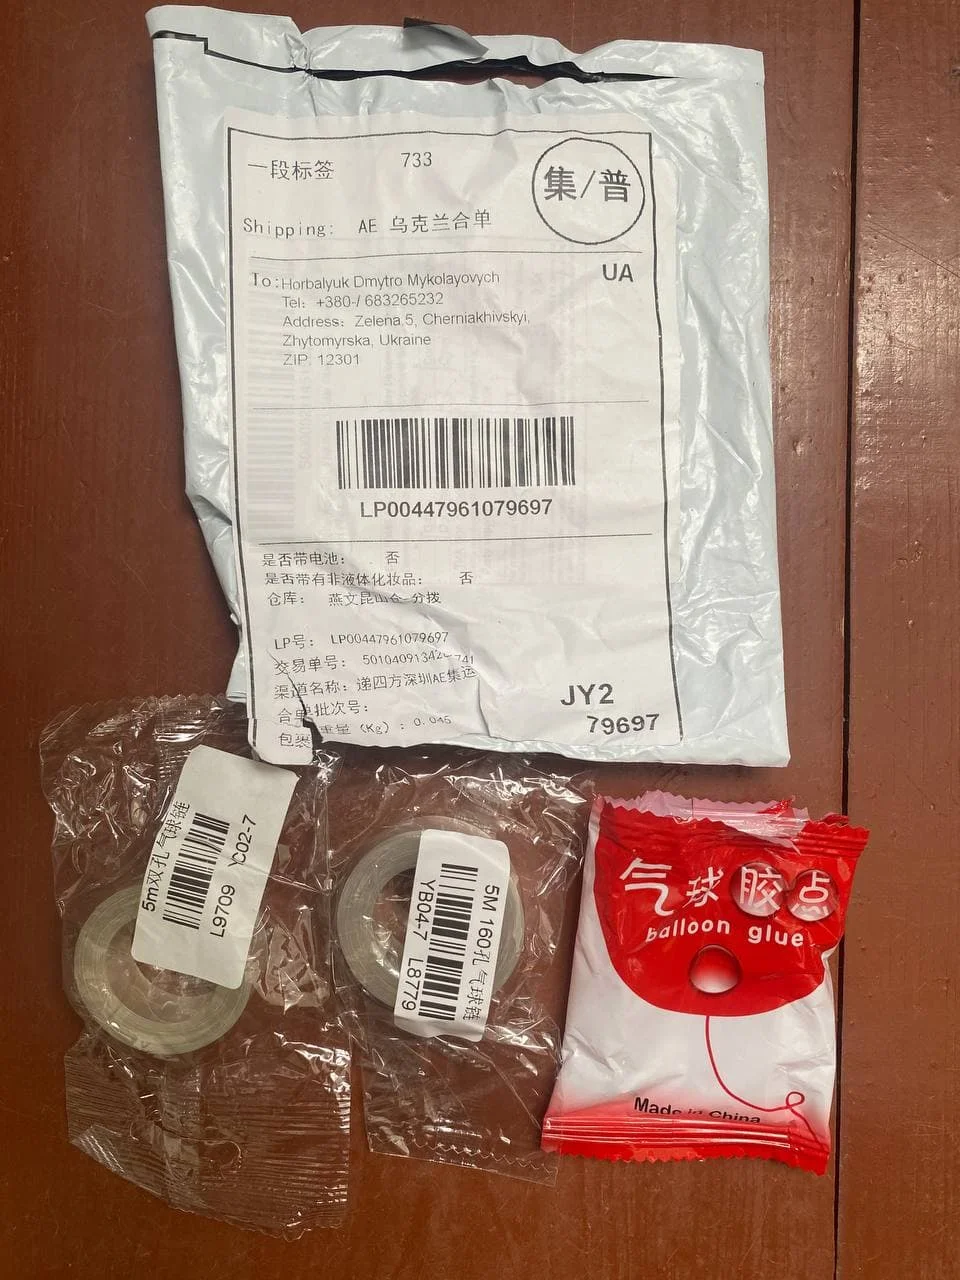 一段标签 733
集/普
Shipping: AE 乌克兰合单
To: Horbalyuk Dmytro Mykolayovych
UA
Tel: +380-/ 683265232
Address: Zelena 5, Cherniakhivskyi,
Zhytomyrska, Ukraine
ZIP: 12301
LP00447961079697
是否带电池: 否
是否带有非液体化妆品: 否
仓库: 燕文昆山仓-分拨
LP号: LP00447961079697
交易单号: 501040913420
渠道名称: 递四方深圳AE集运
合单批次号:
重量 (Kg) : 0.045
包裹
JY2
79697
5m双孔气球链
L9709 YC02-7
5M 160孔 气球链
YB04-7 L8779
气球胶点
balloon glue
Made in China